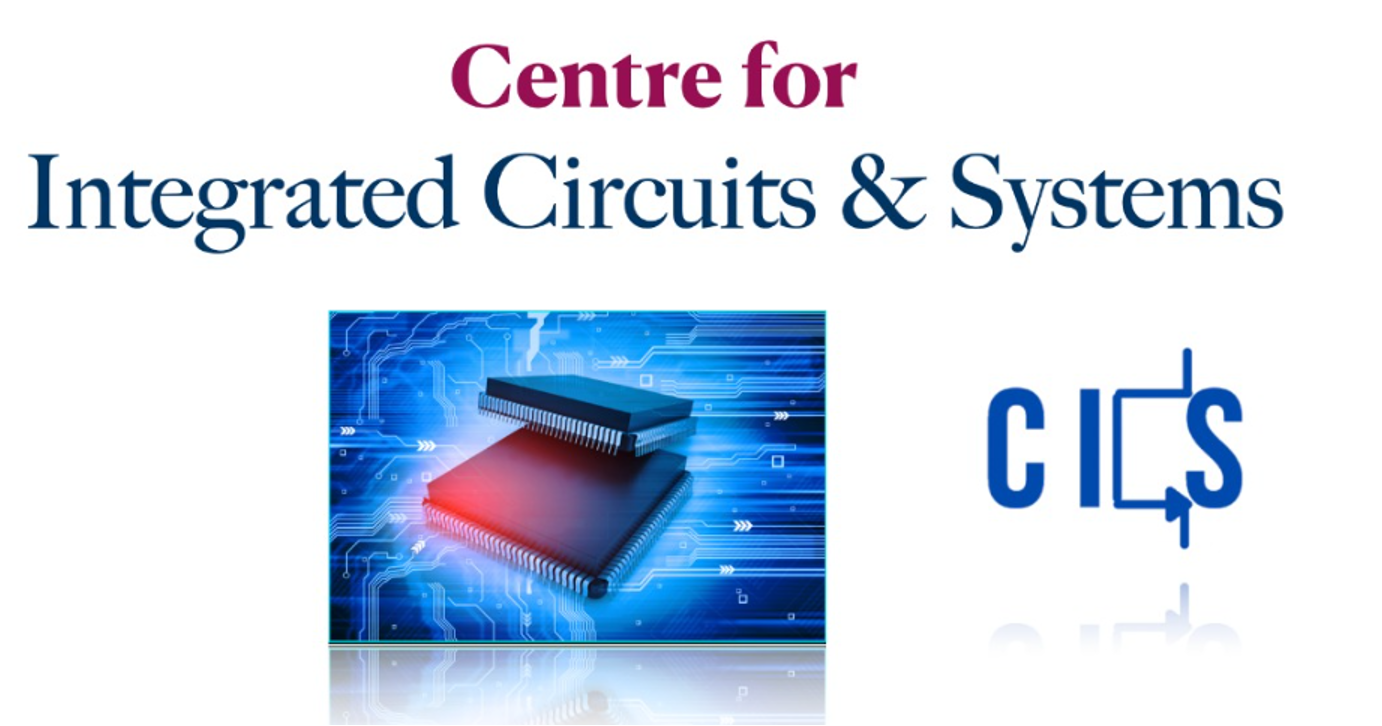 Centre for
Integrated Circuits & Systems
CICS